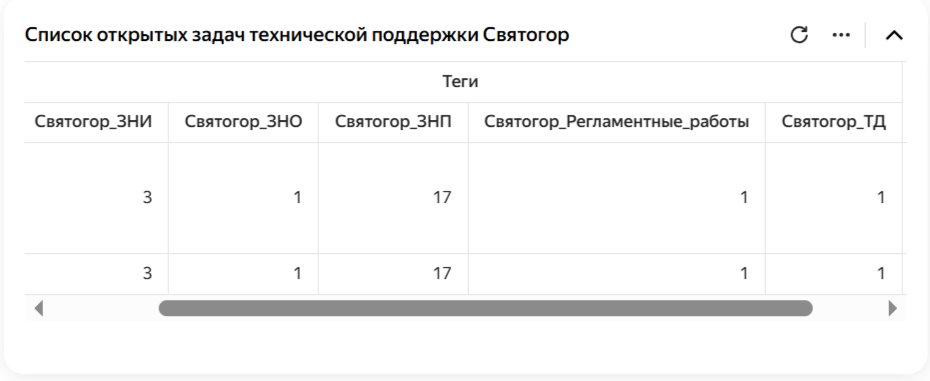 Список открытых задач технической поддержки Святогор
Теги
Святогор_ЗНИ Святогор_ЗНО Святогор_ЗНП Святогор_Регламентные_работы Святогор_ТД
3 1 17 1 1
3 1 17 1 1